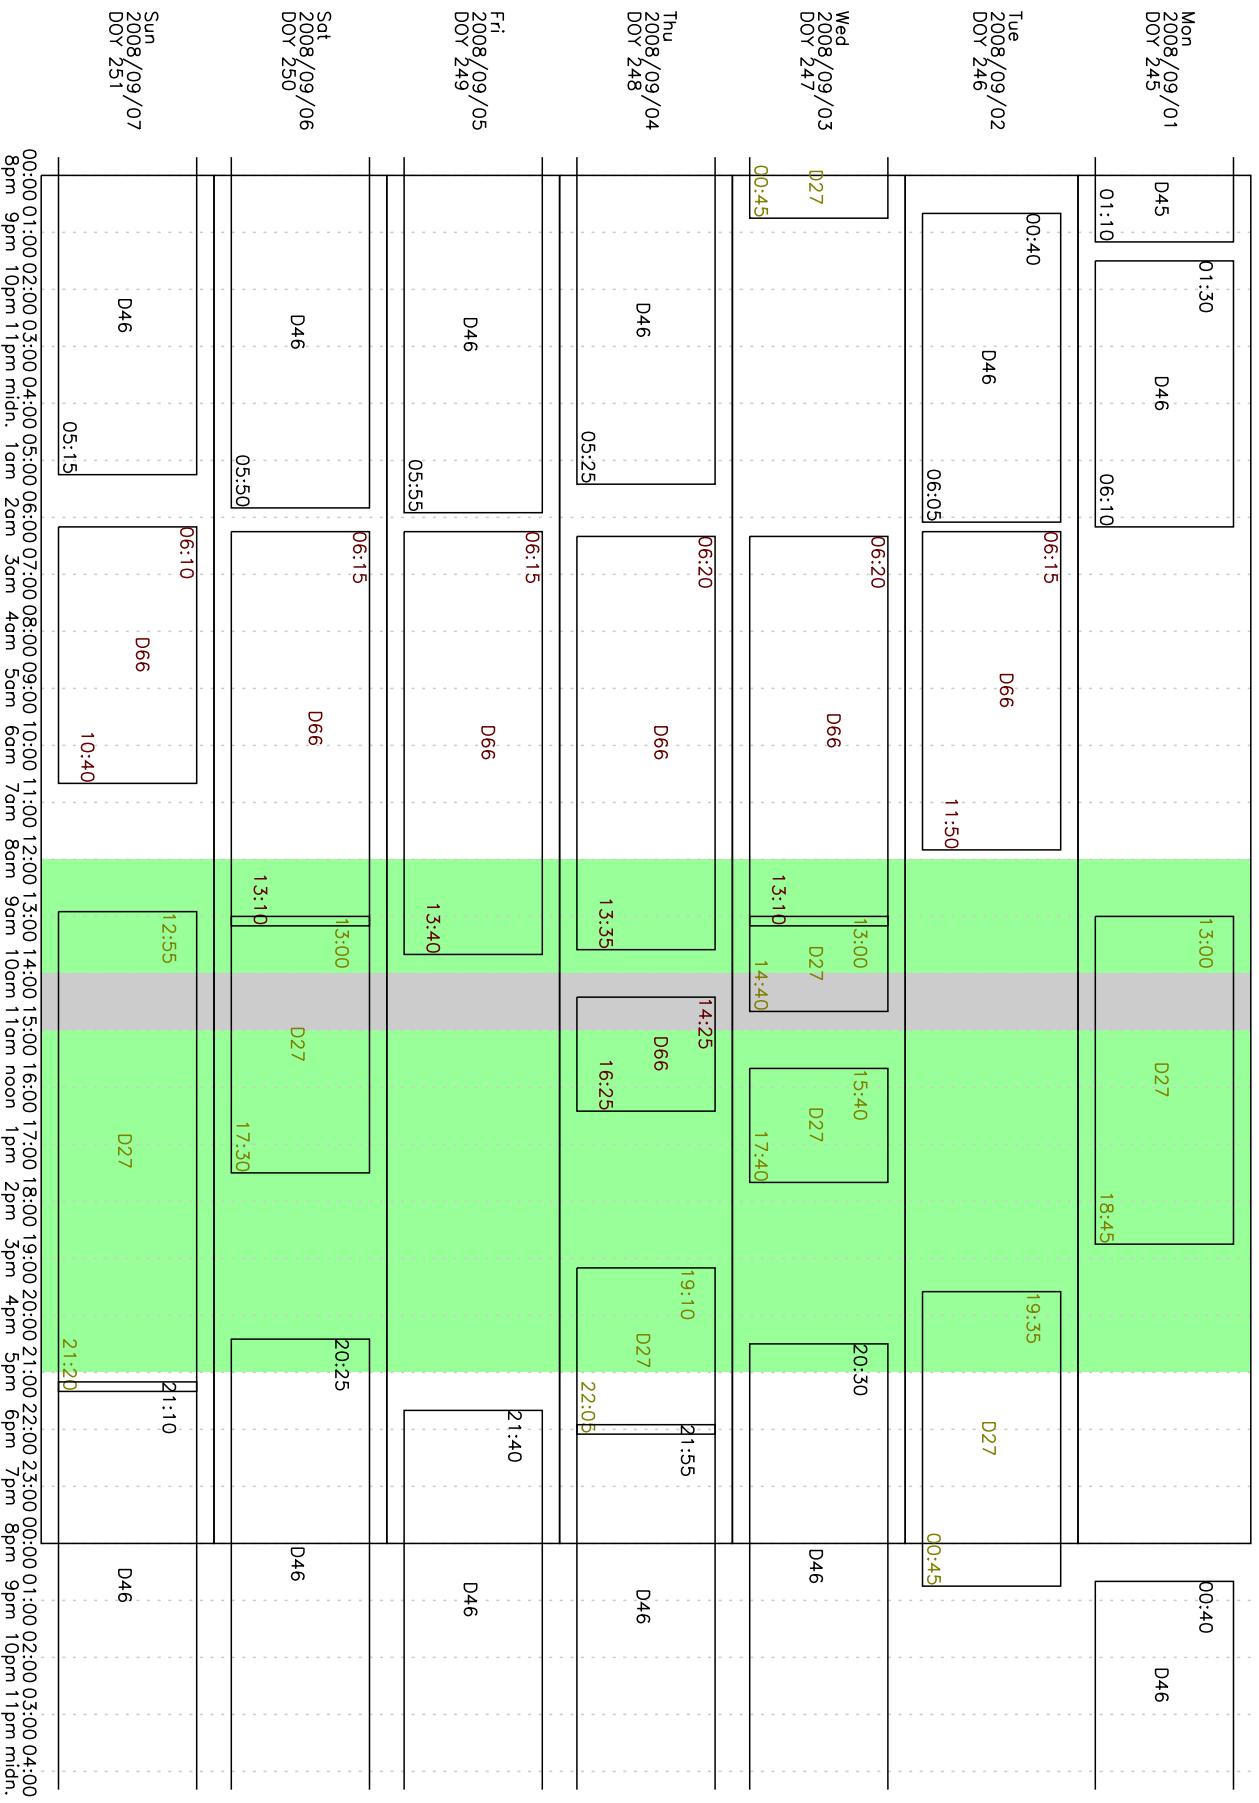 Mon
2008/09/01
DOY 245
D45
01:10
01:30
D46
06:10
13:00
D27
18:45
00:40
D46
Tue
2008/09/02
DOY 246
00:40
D46
06:05
06:15
D66
11:50
19:35
D27
00:45
Wed
2008/09/03
DOY 247
D27
00:45
06:20
D66
13:10
13:00
D27
14:40
15:40
D27
17:40
20:30
D46
Thu
2008/09/04
DOY 248
D46
05:25
06:20
D66
13:35
14:25
D66
16:25
19:10
D27
22:05
21:55
D46
Fri
2008/09/05
DOY 249
D46
05:55
06:15
D66
13:40
21:40
D46
Sat
2008/09/06
DOY 250
D46
05:50
06:15
D66
13:10
13:00
D27
17:30
20:25
D46
Sun
2008/09/07
DOY 251
D46
05:15
06:10
D66
10:40
12:55
D27
21:20
21:10
D46
00:00 01:00 02:00 03:00 04:00 05:00 06:00 07:00 08:00 09:00 10:00 11:00 12:00 13:00 14:00 15:00 16:00 17:00 18:00 19:00 20:00 21:00 22:00 23:00 00:00 01:00 02:00 03:00 04:00
8pm 9pm 10pm 11pm midn. 1am 2am 3am 4am 5am 6am 7am 8am 9am 10am 11am noon 1pm 2pm 3pm 4pm 5pm 6pm 7pm 8pm 9pm 10pm 11pm midn.